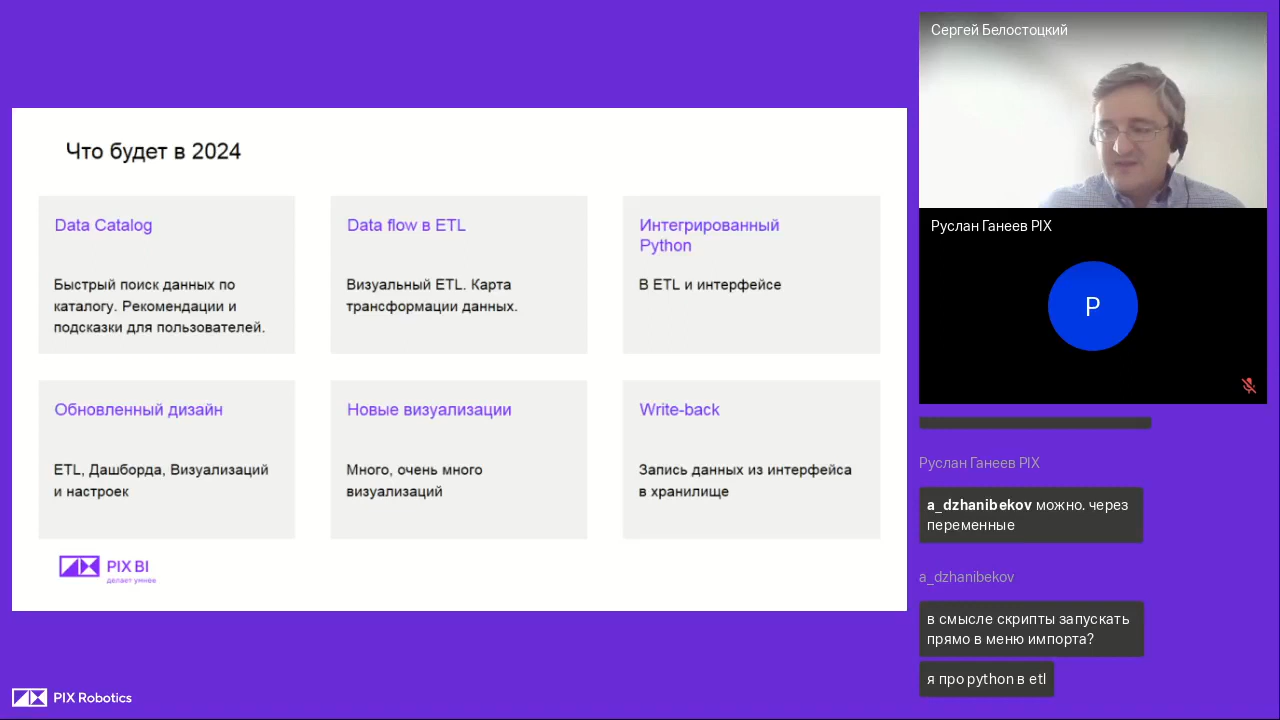 Что будет в 2024
Data Catalog
Быстрый поиск данных по
каталогу. Рекомендации и
подсказки для пользователей.
Data flow в ETL
Визуальный ETL. Карта
трансформации данных.
Интегрированный
Python
В ETL и интерфейсе
Обновленный дизайн
ETL, Дашборда, Визуализаций
и настроек
Новые визуализации
Много, очень много
визуализаций
Write-back
Запись данных из интерфейса
в хранилище
PIX BI
делает умнее
PIX Robotics
Сергей Белостоцкий
Руслан Ганеев PIX
P
Руслан Ганеев PIX
a_dzhanibekov можно. через
переменные
a_dzhanibekov
в смысле скрипты запускать
прямо в меню импорта?
я про python в etl